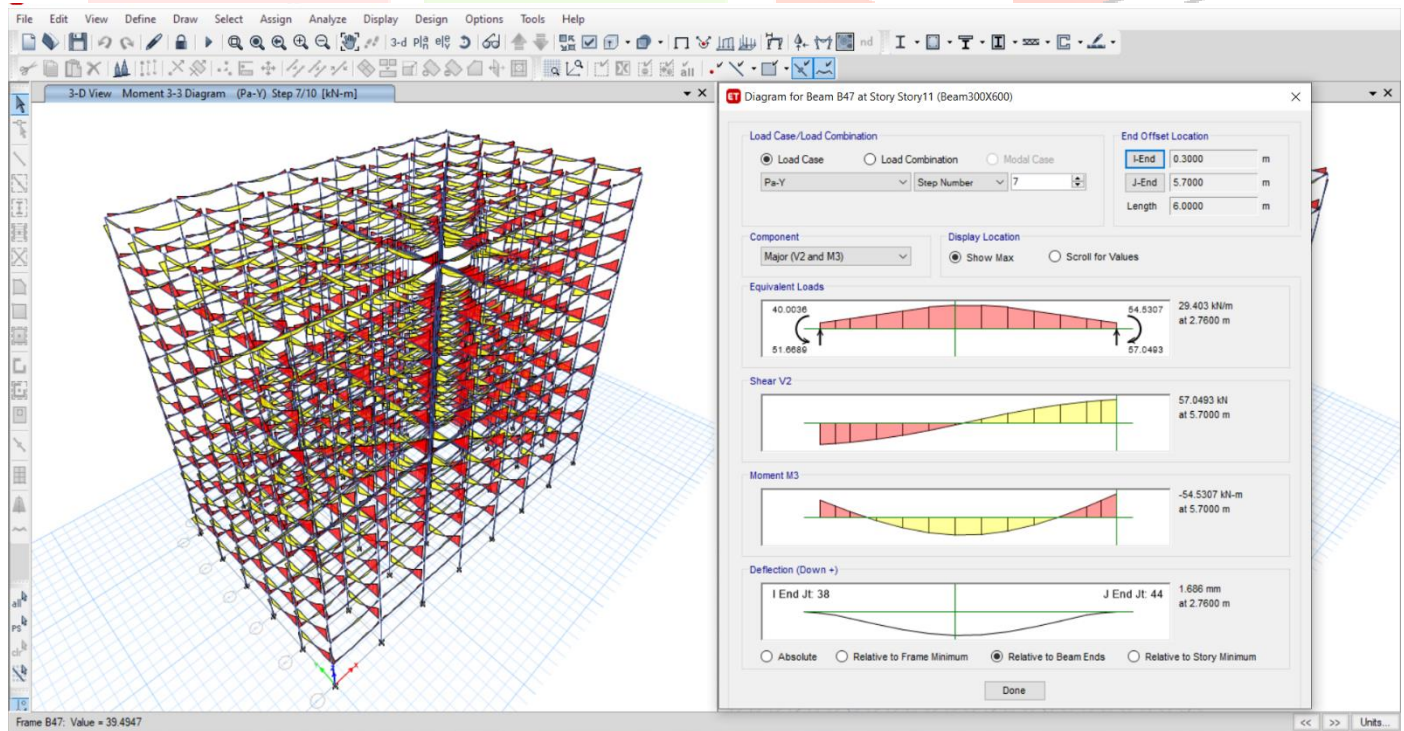 File Edit View Define Draw Select Assign Analyze Display Design Options Tools Help
3-d
nd
all
3-D View Moment 3-3 Diagram (Pa-Y) Step 7/10 [kN-m]
ET Diagram for Beam B47 at Story Story11 (Beam300X600)
Load Case/Load Combination
Load Case Load Combination Modal Case
Pa-Y Step Number 7
End Offset Location
I-End 0.3000 m
J-End 5.7000 m
Length 6.0000 m
Component
Major (V2 and M3)
Display Location
Show Max Scroll for Values
Equivalent Loads
40.0036 54.5307
51.6689 57.0493
29.403 kN/m
at 2.7600 m
Shear V2
57.0493 kN
at 5.7000 m
Moment M3
-54.5307 kN-m
at 5.7000 m
Deflection (Down +)
I End Jt: 38 J End Jt: 44
1.686 mm
at 2.7600 m
Absolute Relative to Frame Minimum Relative to Beam Ends Relative to Story Minimum
Done
all
PS
clr
Frame B47: Value = 39.4947
<< >> Units...